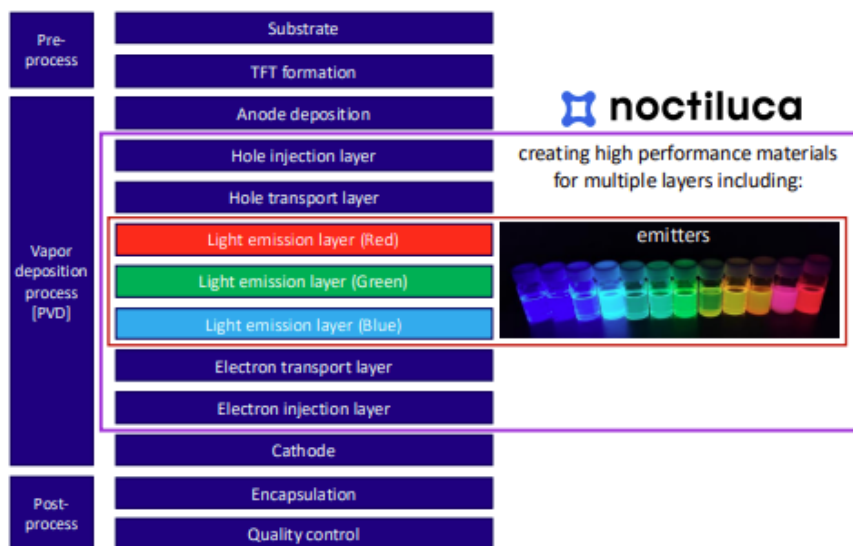 Pre-
process
Substrate
TFT formation
Vapor
deposition
process
[PVD]
Anode deposition
Hole injection layer
Hole transport layer
Light emission layer (Red)
Light emission layer (Green)
Light emission layer (Blue)
Electron transport layer
Electron injection layer
Cathode
Post-
process
Encapsulation
Quality control
noctiluca
creating high performance materials
for multiple layers including:
emitters